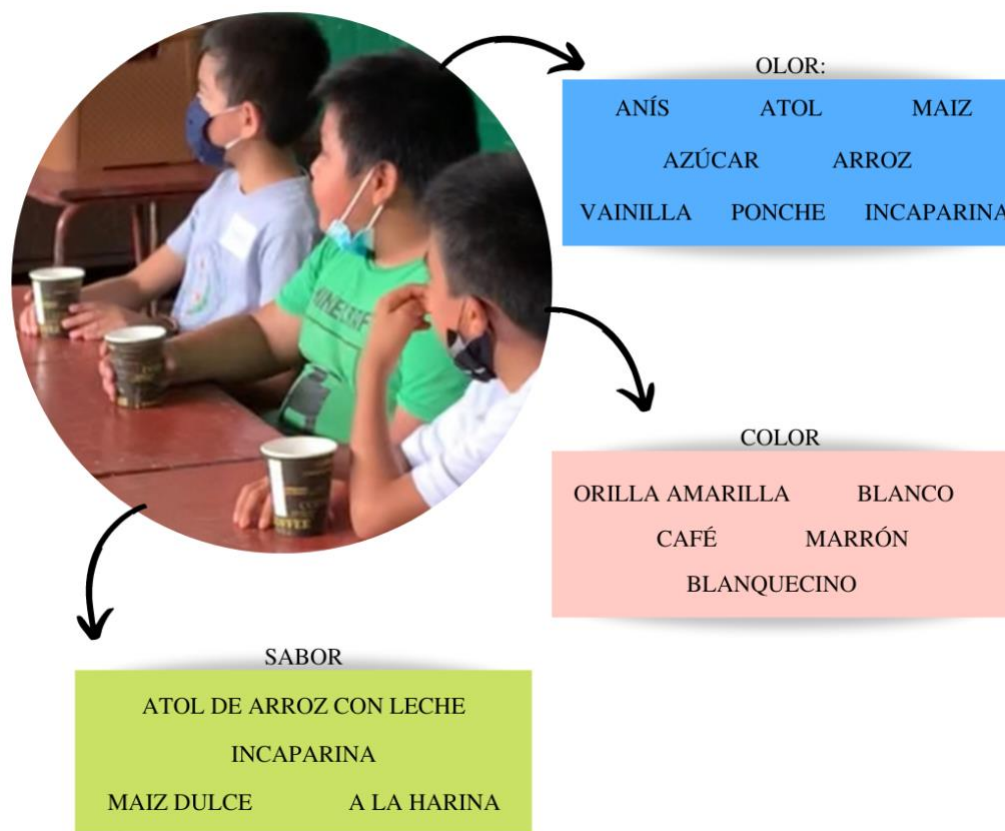 OLOR:
ANÍS ATOL MAIZ
AZÚCAR ARROZ
VAINILLA PONCHE INCAPARINA
COLOR
ORILLA AMARILLA BLANCO
CAFÉ MARRÓN
BLANQUECINO
SABOR
ATOL DE ARROZ CON LECHE
INCAPARINA
MAIZ DULCE A LA HARINA